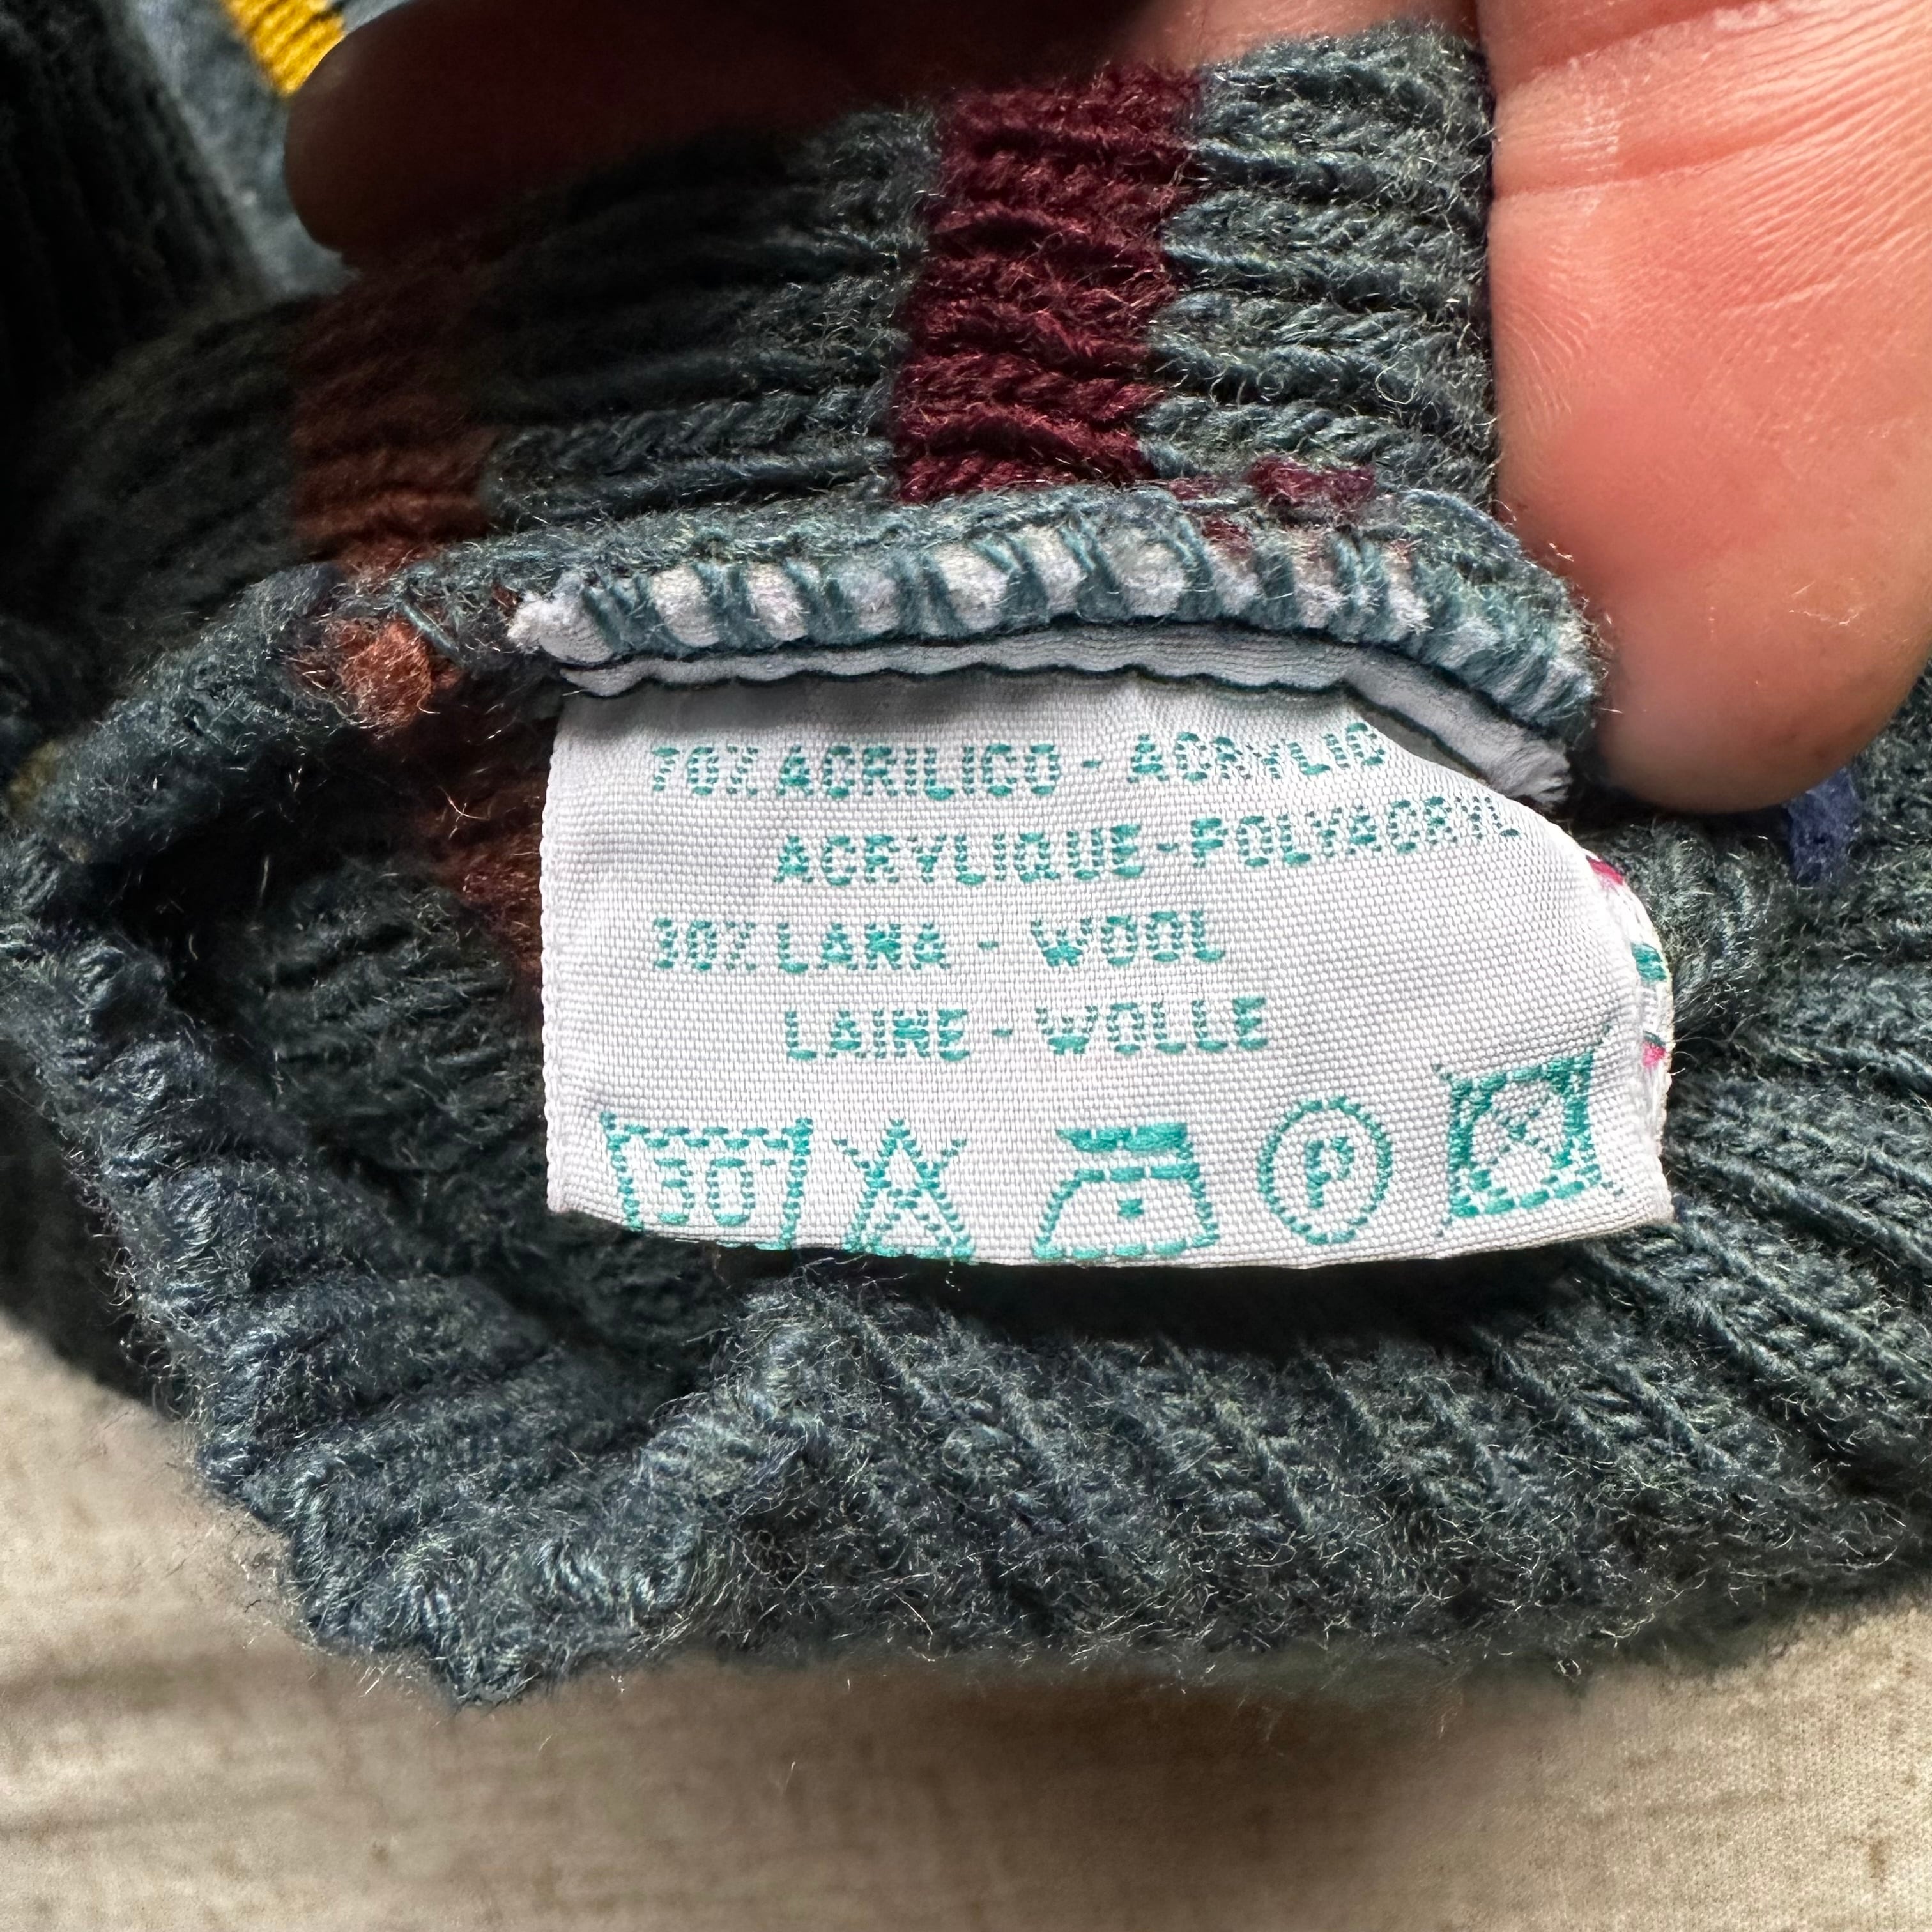 70% ACRILICO - ACRYLIC
ACRYLIQUE - POLYACRYL
30% LANA - WOOL
LAINE - WOLLE
30 P